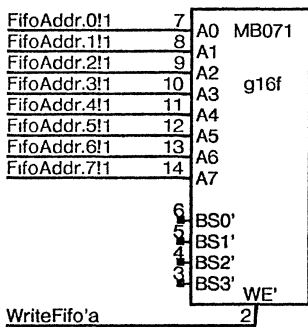 FifoAddr.0!1 7 A0 MB071
FifoAddr.1!1 8 A1
FifoAddr.2!1 9 A2
FifoAddr.3!1 10 A3 g16f
FifoAddr.4!1 11 A4
FifoAddr.5!1 12 A5
FifoAddr.6!1 13 A6
FifoAddr.7!1 14 A7
6 BS0'
5 BS1'
4 BS2'
3 BS3'
WE'
WriteFifo'a 2